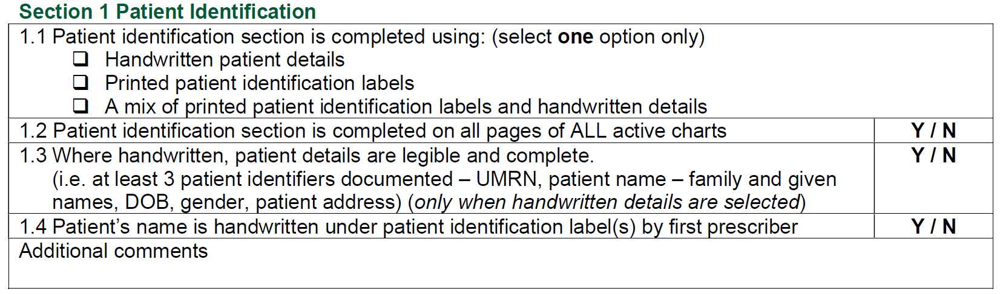 Section 1 Patient Identification
1.1 Patient identification section is completed using: (select one option only)
❑ Handwritten patient details
❑ Printed patient identification labels
❑ A mix of printed patient identification labels and handwritten details
1.2 Patient identification section is completed on all pages of ALL active charts Y / N
1.3 Where handwritten, patient details are legible and complete. Y / N
(i.e. at least 3 patient identifiers documented – UMRN, patient name – family and given
names, DOB, gender, patient address) (only when handwritten details are selected)
1.4 Patient’s name is handwritten under patient identification label(s) by first prescriber Y / N
Additional comments